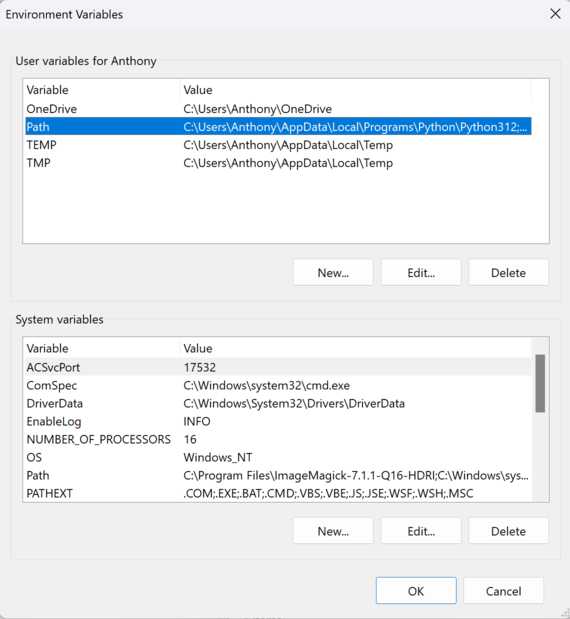 Environment Variables
User variables for Anthony
Variable Value
OneDrive C:\Users\Anthony\OneDrive
Path C:\Users\Anthony\AppData\Local\Programs\Python\Python312;...
TEMP C:\Users\Anthony\AppData\Local\Temp
TMP C:\Users\Anthony\AppData\Local\Temp
New... Edit... Delete
System variables
Variable Value
ACSvcPort 17532
ComSpec C:\Windows\system32\cmd.exe
DriverData C:\Windows\System32\Drivers\DriverData
EnableLog INFO
NUMBER_OF_PROCESSORS 16
OS Windows_NT
Path C:\Program Files\ImageMagick-7.1.1-Q16-HDRI;C:\Windows\sys...
PATHEXT .COM;.EXE;.BAT;.CMD;.VBS;.VBE;.JS;.JSE;.WSF;.WSH;.MSC
New... Edit... Delete
OK Cancel